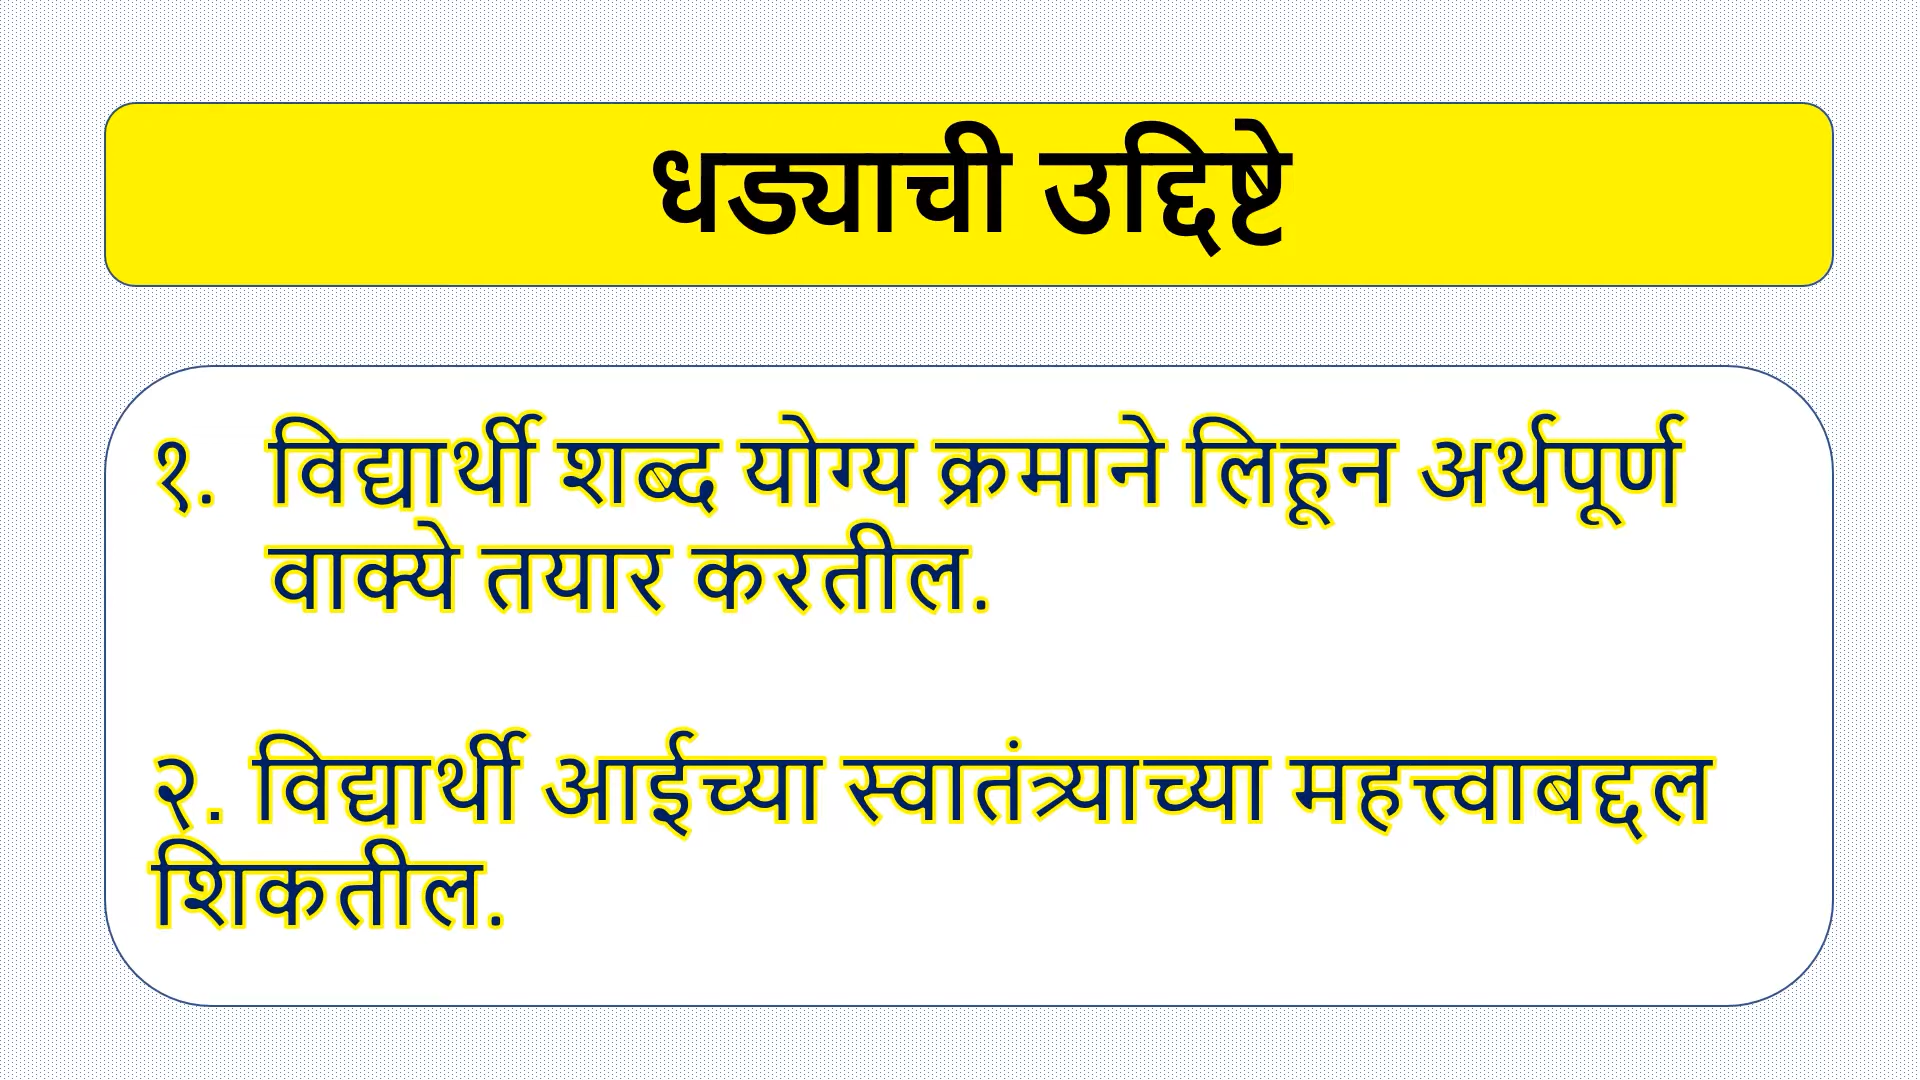 धड्याची उद्दिष्टे
१. विद्यार्थी शब्द योग्य क्रमाने लिहून अर्थपूर्ण
वाक्ये तयार करतील.
२. विद्यार्थी आईच्या स्वातंत्र्याच्या महत्त्वाबद्दल
शिकतील.